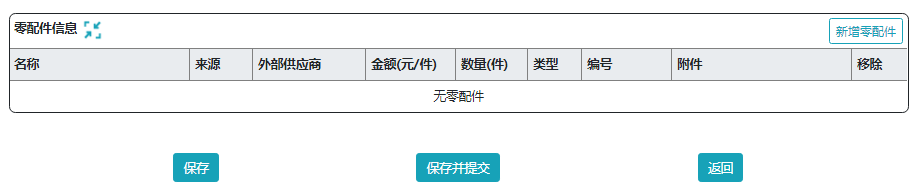 零配件信息 新增零配件
名称 来源 外部供应商 金额(元/件) 数量(件) 类型 编号 附件 移除
无零配件
保存 保存并提交 返回